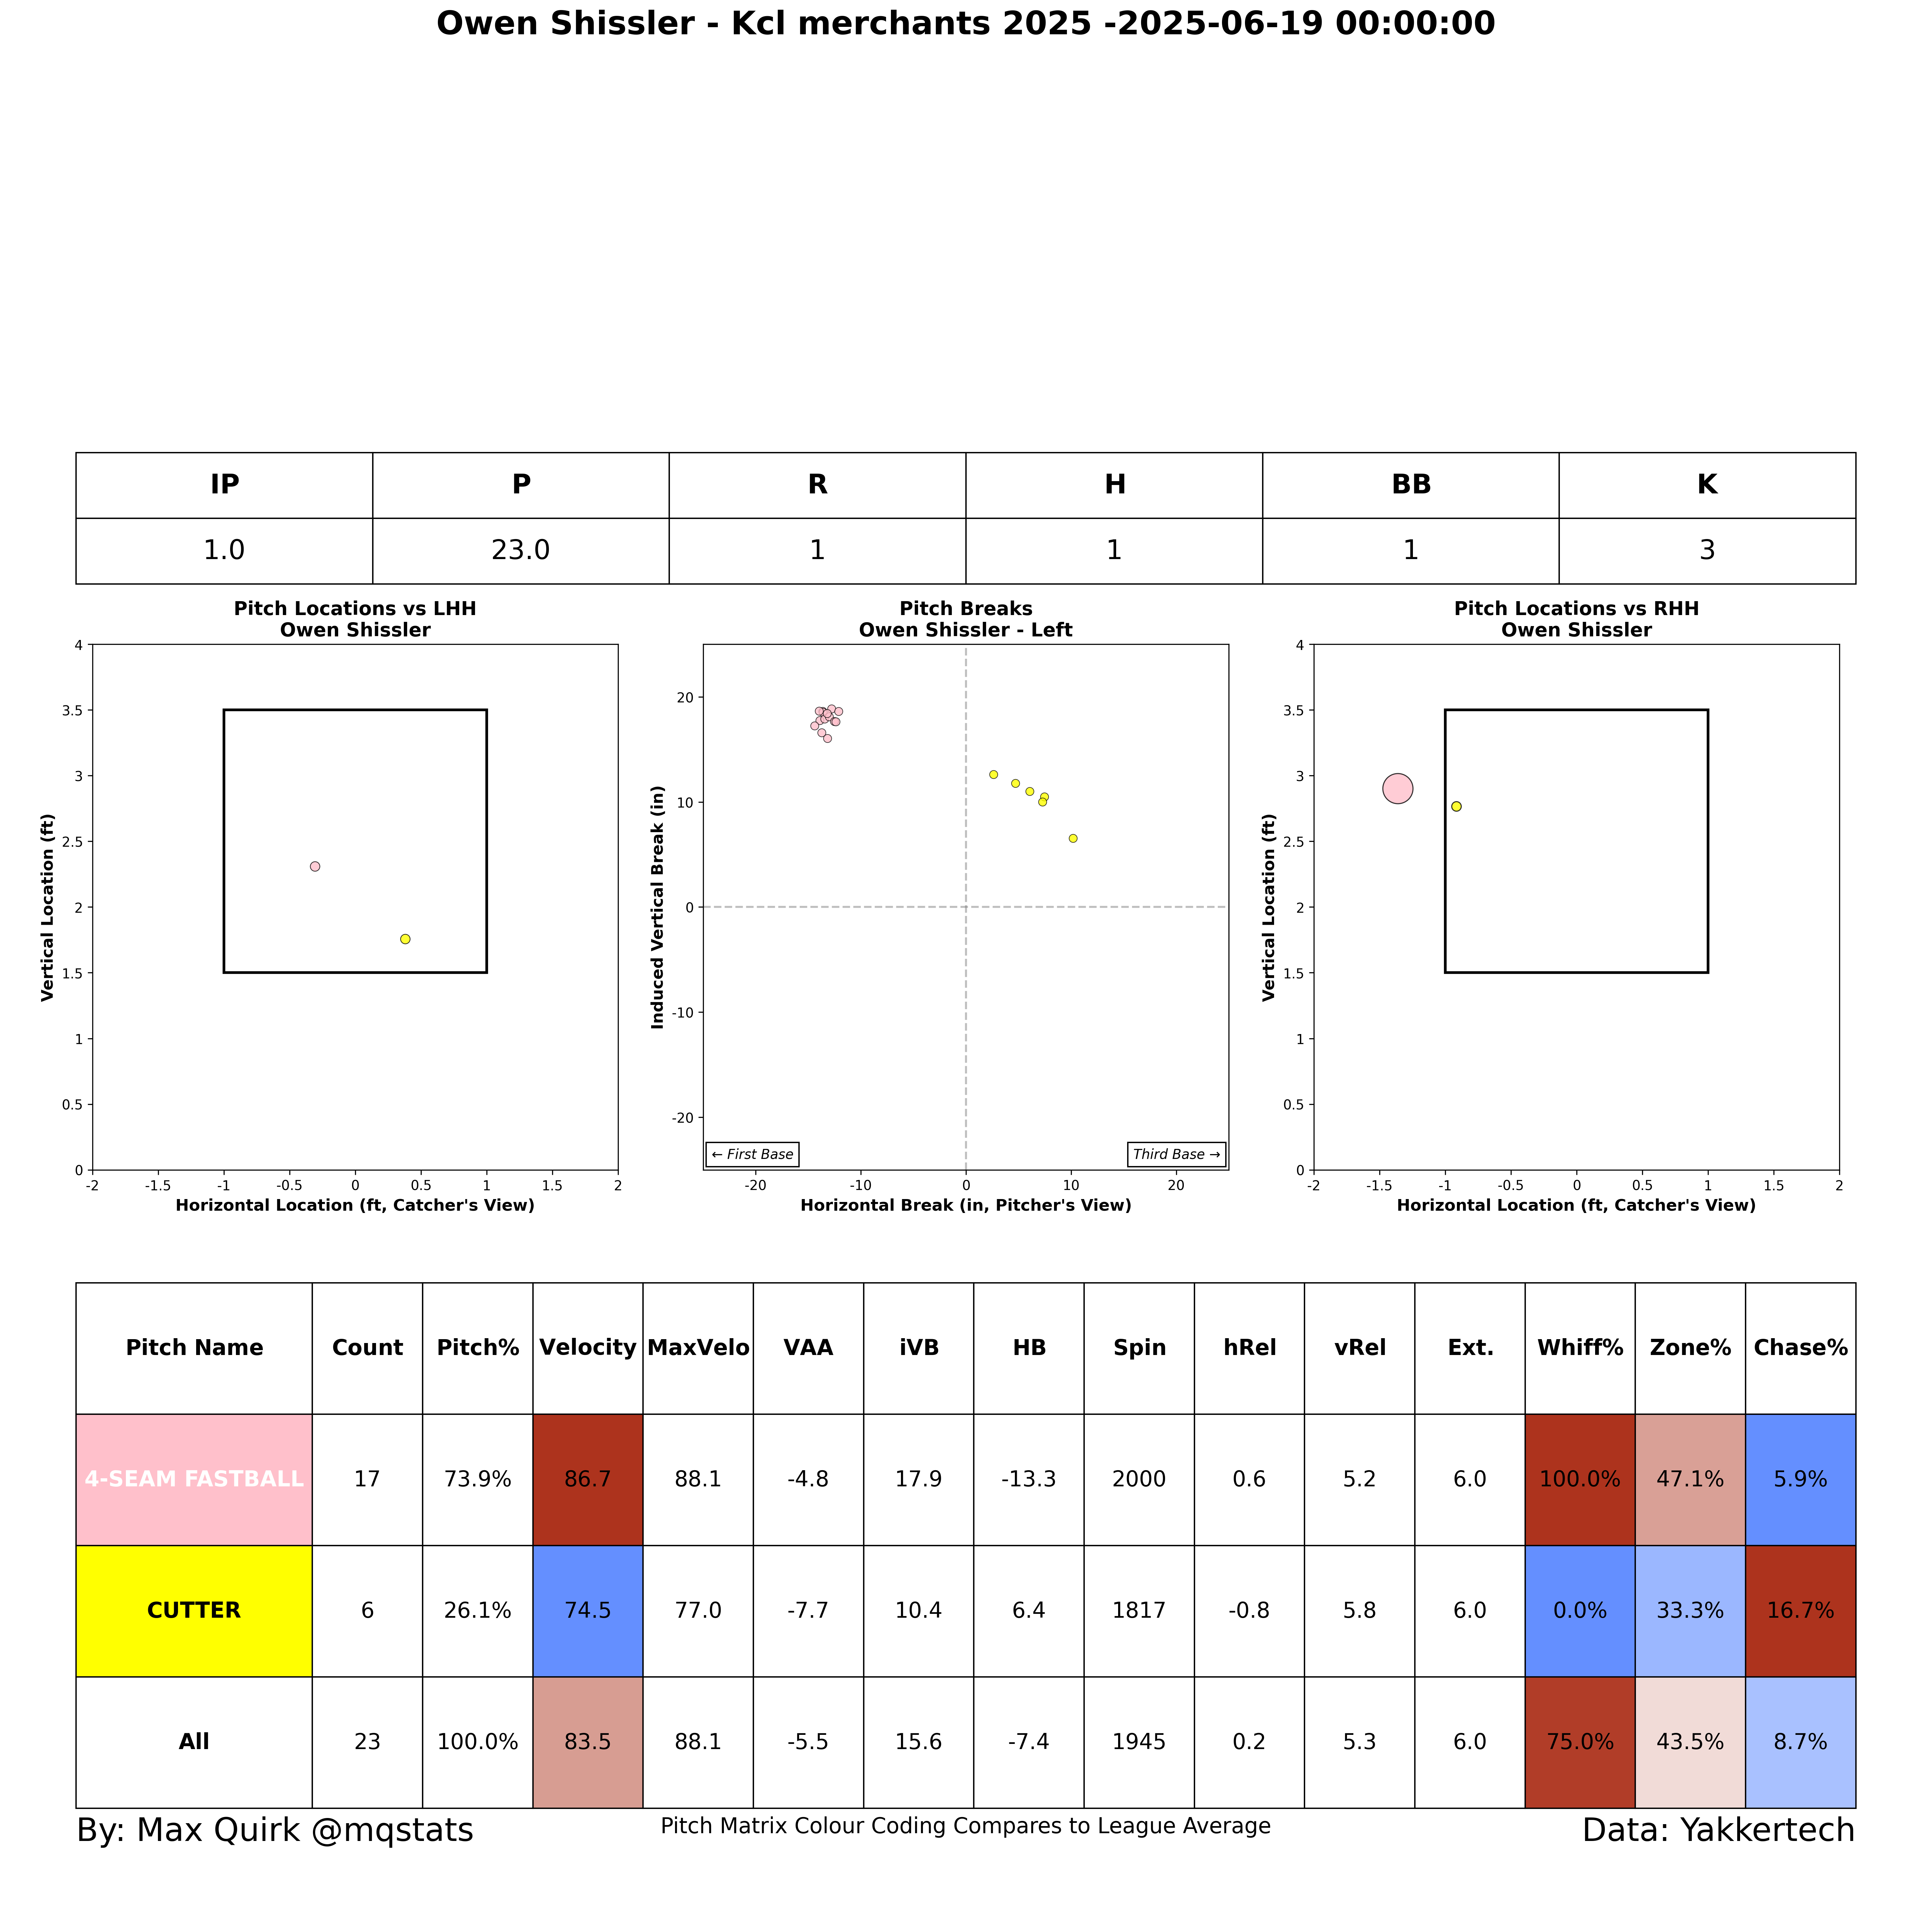 Owen Shissler - Kcl merchants 2025 -2025-06-19 00:00:00
IP P R H BB K
1.0 23.0 1 1 1 3
Pitch Locations vs LHH
Owen Shissler
4
3.5
3
2.5
2
1.5
1
0.5
0
Vertical Location (ft)
-2 -1.5 -1 -0.5 0 0.5 1 1.5 2
Horizontal Location (ft, Catcher's View)
Pitch Breaks
Owen Shissler - Left
20
10
0
-10
-20
Induced Vertical Break (in)
← First Base
Third Base →
-20 -10 0 10 20
Horizontal Break (in, Pitcher's View)
Pitch Locations vs RHH
Owen Shissler
4
3.5
3
2.5
2
1.5
1
0.5
0
Vertical Location (ft)
-2 -1.5 -1 -0.5 0 0.5 1 1.5 2
Horizontal Location (ft, Catcher's View)
Pitch Name Count Pitch% Velocity MaxVelo VAA iVB HB Spin hRel vRel Ext. Whiff% Zone% Chase%
4-SEAM FASTBALL 17 73.9% 86.7 88.1 -4.8 17.9 -13.3 2000 0.6 5.2 6.0 100.0% 47.1% 5.9%
CUTTER 6 26.1% 74.5 77.0 -7.7 10.4 6.4 1817 -0.8 5.8 6.0 0.0% 33.3% 16.7%
All 23 100.0% 83.5 88.1 -5.5 15.6 -7.4 1945 0.2 5.3 6.0 75.0% 43.5% 8.7%
By: Max Quirk @mqstats
Pitch Matrix Colour Coding Compares to League Average
Data: Yakkertech